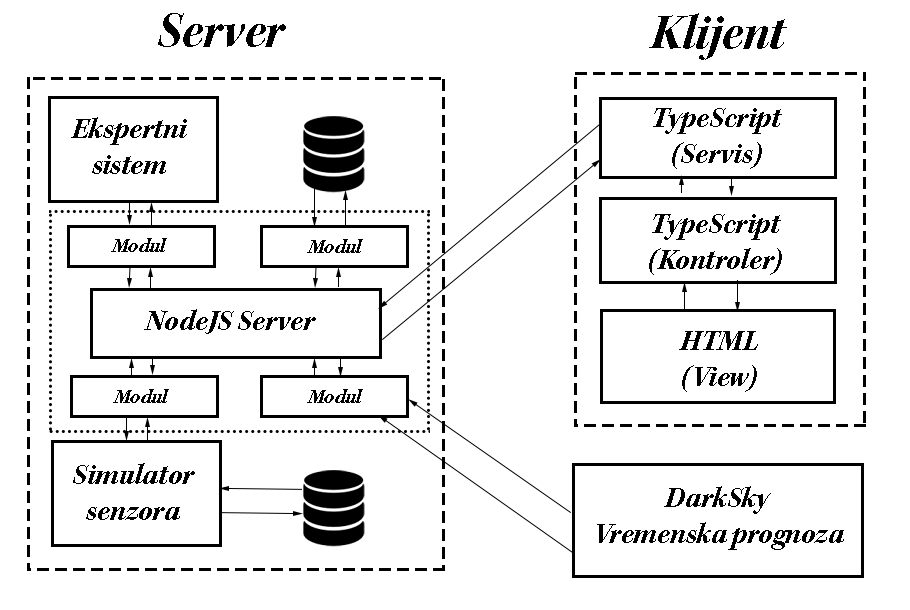 Server
Klijent
Ekspertni
sistem
Modul
Modul
NodeJS Server
Modul
Modul
Simulator
senzora
TypeScript
(Servis)
TypeScript
(Kontroler)
HTML
(View)
DarkSky
Vremenska prognoza